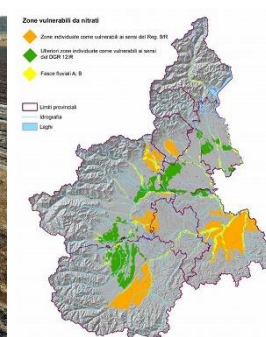 Zone vulnerabili da nitrati
Zone individuate come vulnerabili ai sensi del Reg. 9/R
Ulteriori zone individuate come vulnerabili ai sensi
del DGR 12/R
Fasce fluviali A, B
Limiti provinciali
Idrografia
Laghi